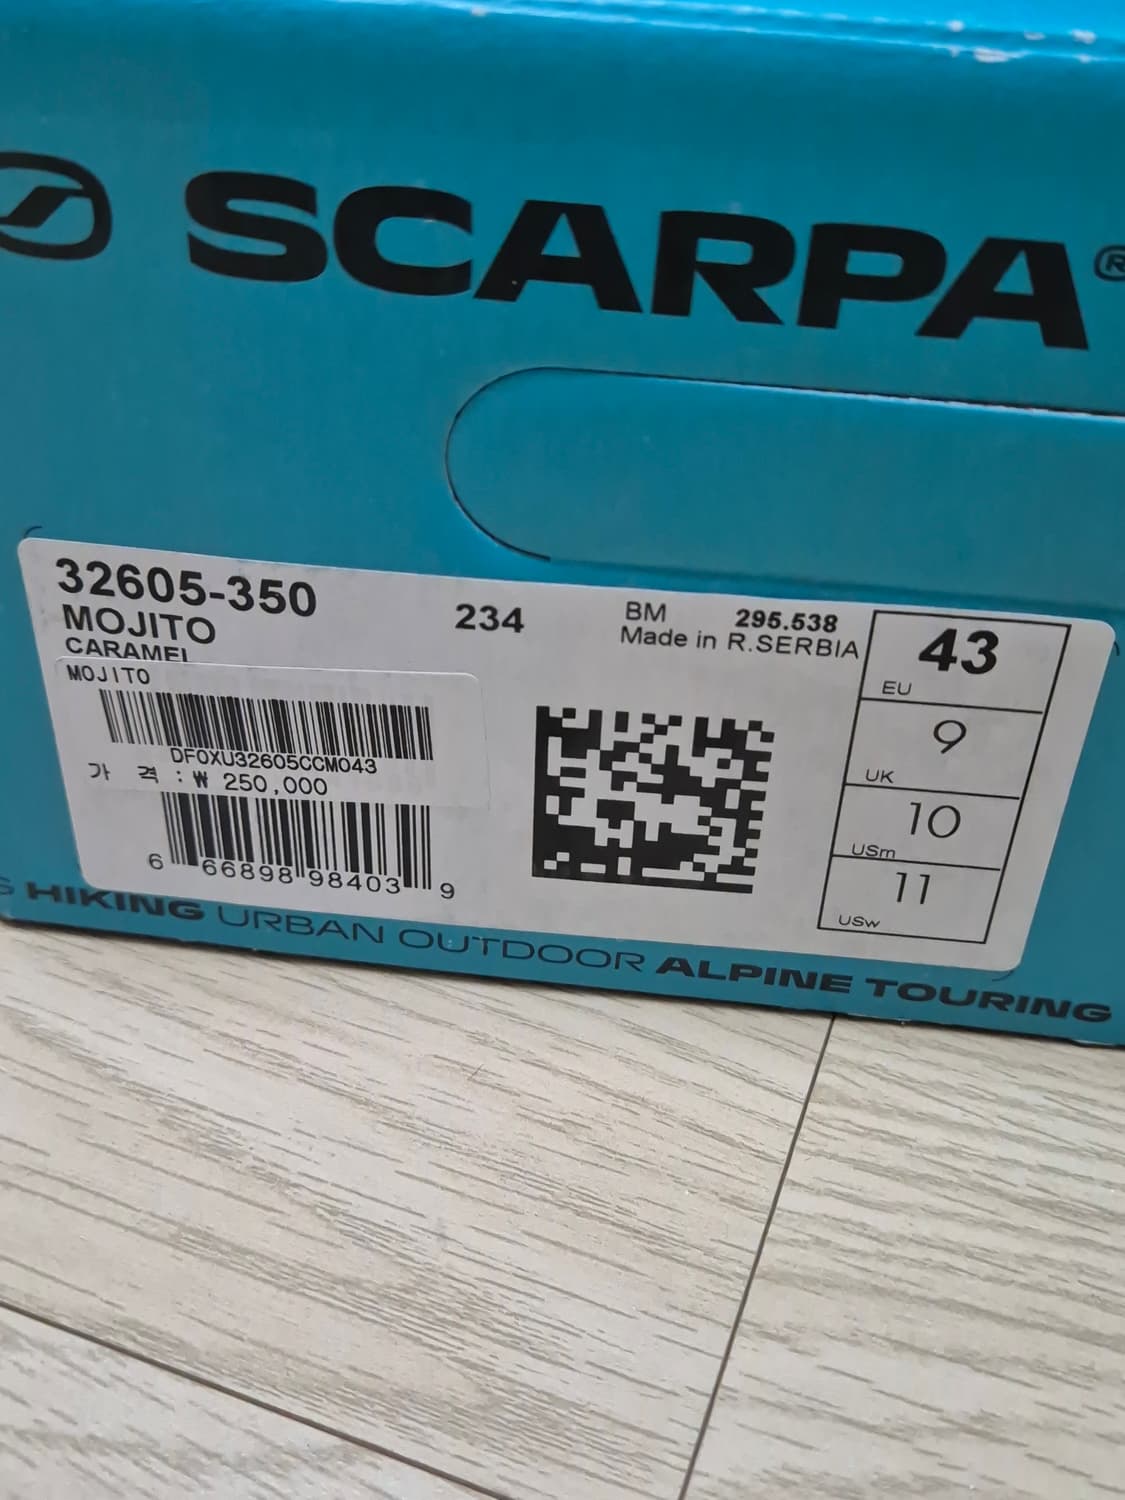 SCARPA®
32605-350
MOJITO
CARAMEL
234
BM 295.538
Made in R.SERBIA
43
EU
9
UK
10
USm
11
USw
MOJITO
DF0XU32605CCM043
가 격 : ₩ 250,000
6 66898 98403 9
G HIKING URBAN OUTDOOR ALPINE TOURING